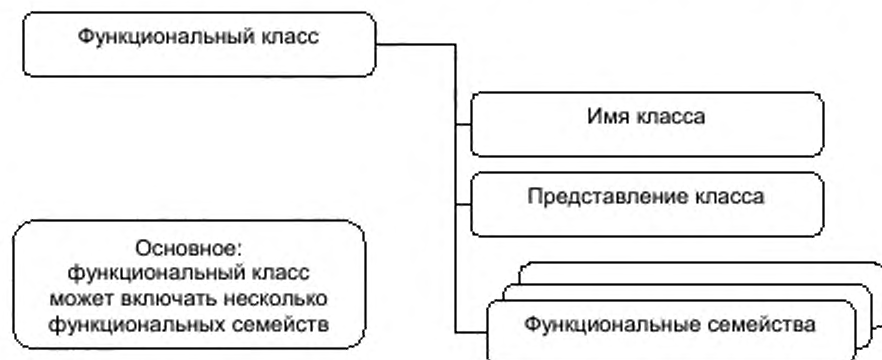 Функциональный класс
Имя класса
Представление класса
Основное:
функциональный класс
может включать несколько
функциональных семейств
Функциональные семейства